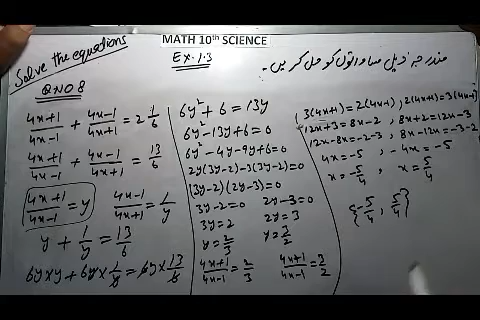 MATH 10th SCIENCE
Solve the equations
Ex.1.3
مندرجہ ذیل مساواتوں کو حل کریں۔
Q NO 8
(4x+1)/(4x-1) + (4x-1)/(4x+1) = 2 1/6
(4x+1)/(4x-1) + (4x-1)/(4x+1) = 13/6
(4x+1)/(4x-1) = y (4x-1)/(4x+1) = 1/y
y + 1/y = 13/6
6y×y + 6y × 1/y = 6y × 13/6
6y² + 6 = 13y
6y² - 13y + 6 = 0
6y² - 4y - 9y + 6 = 0
2y(3y-2) - 3(3y-2) = 0
(3y-2)(2y-3) = 0
3y-2=0 2y-3=0
3y=2 2y=3
y=2/3 y=3/2
(4x+1)/(4x-1) = 2/3 (4x+1)/(4x-1) = 3/2
3(4x+1)=2(4x-1), 2(4x+1)=3(4x-1)
12x+3=8x-2, 8x+2=12x-3
12x-8x=-2-3, 8x-12x=-3-2
4x=-5, -4x=-5
x=-5/4, x=5/4
{-5/4, 5/4}